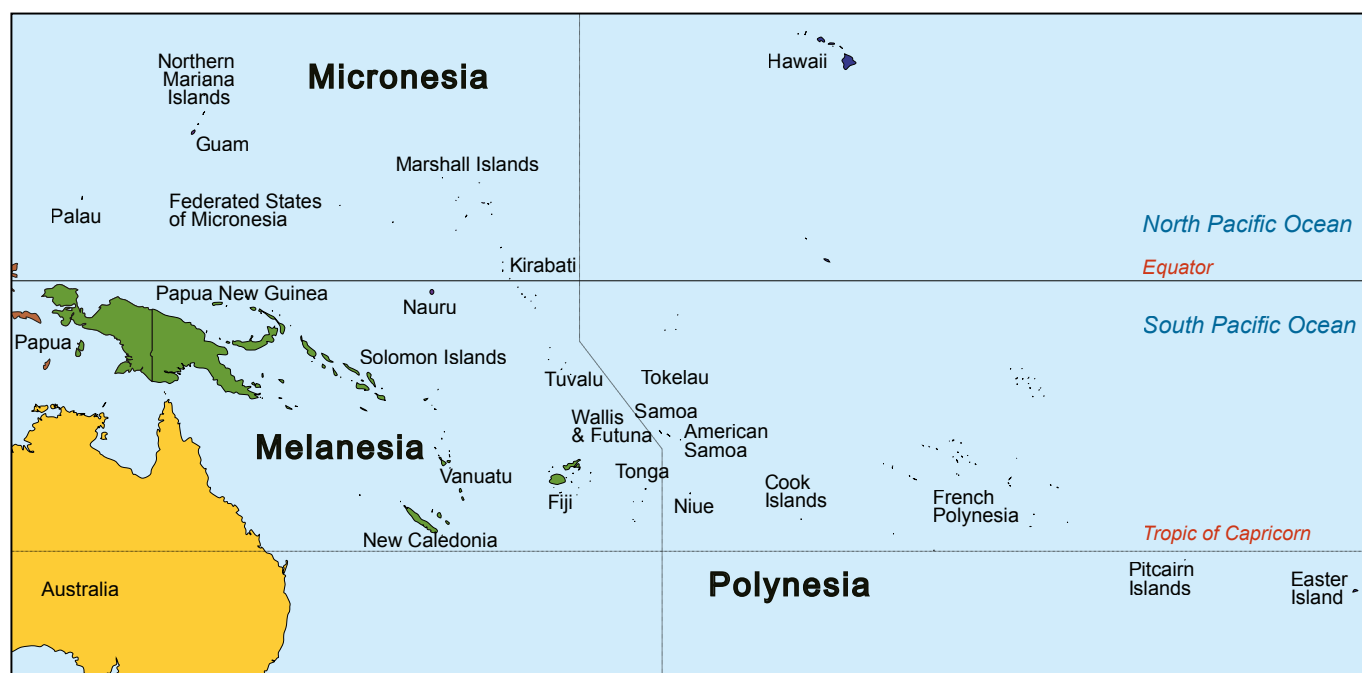 Northern
Mariana
Islands
Micronesia
Hawaii
Guam
Marshall Islands
Palau
Federated States
of Micronesia
North Pacific Ocean
Kirabati
Equator
Papua New Guinea
Nauru
South Pacific Ocean
Papua
Solomon Islands
Tuvalu
Tokelau
Samoa
Wallis
& Futuna
American
Samoa
Melanesia
Vanuatu
Tonga
Fiji
Niue
Cook
Islands
French
Polynesia
New Caledonia
Tropic of Capricorn
Australia
Polynesia
Pitcairn
Islands
Easter
Island